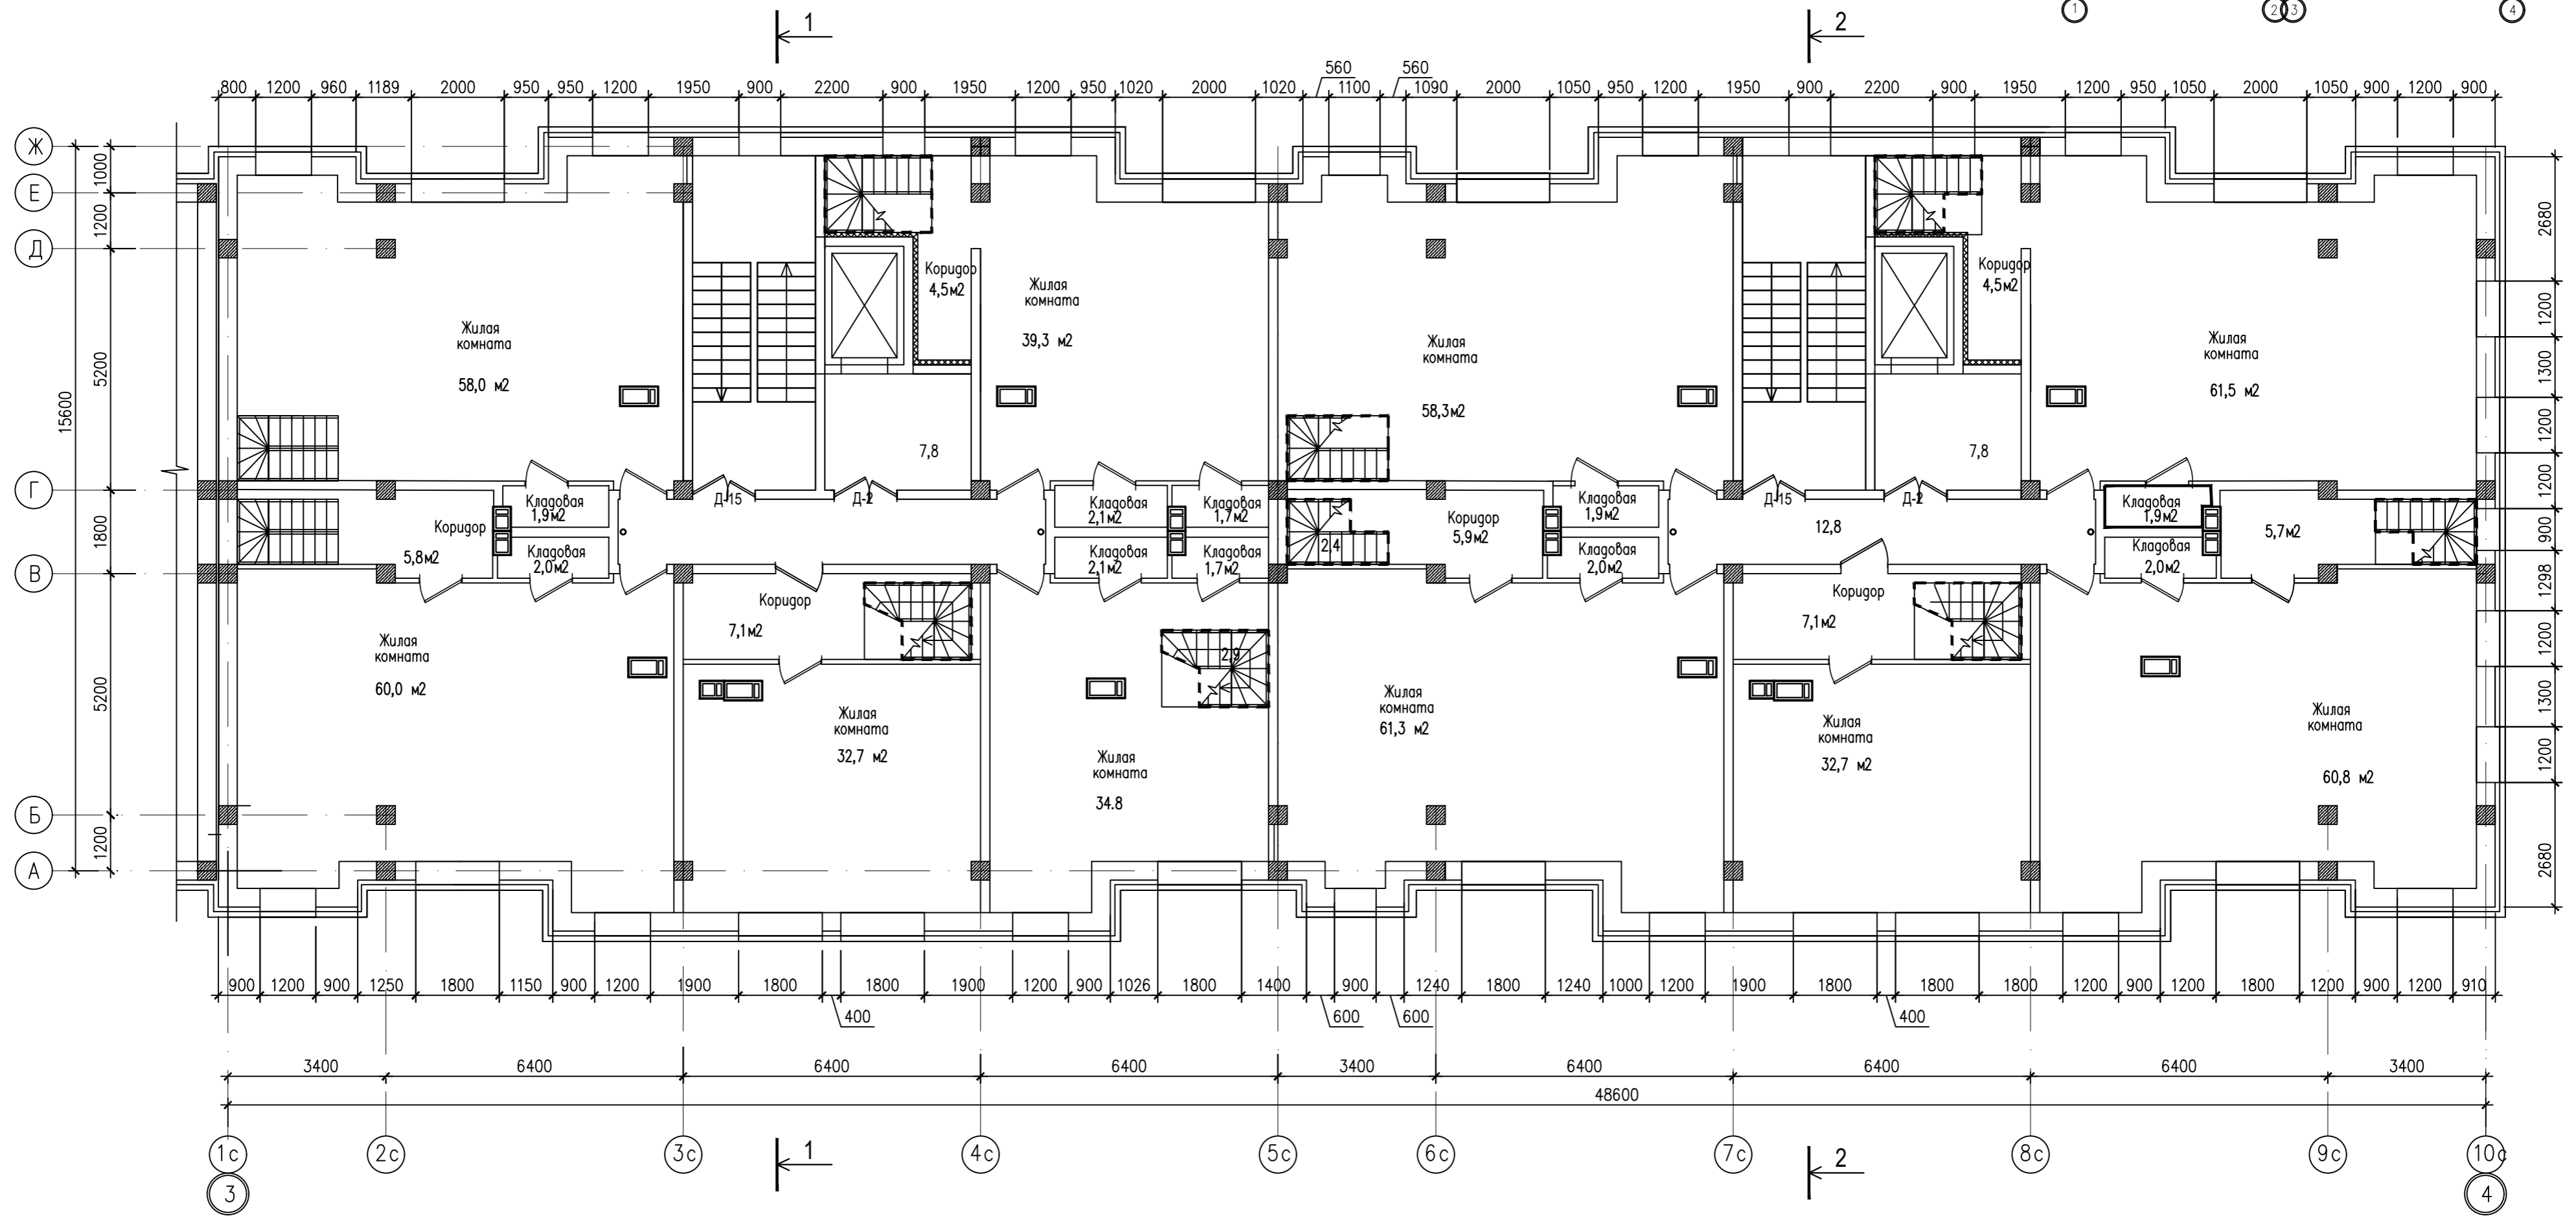 1
2
1
2
3
4
560
560
800 1200 960 1189 2000 950 950 1200 1950 900 2200 900 1950 1200 950 1020 2000 1020 1100 1090 2000 1050 950 1200 1950 900 2200 900 1950 1200 950 1050 2000 1050 900 1200 900
Ж
Е
Д
Г
В
Б
А
15600
1000
1200
5200
1800
5200
1200
2680
1200
1300
1200
1200
900
1298
1200
1300
1200
2680
Жилая
комната
58,0 м2
Коридор
4,5м2
Жилая
комната
39,3 м2
7,8
Жилая
комната
58,3м2
Коридор
4,5м2
7,8
Жилая
комната
61,5 м2
Коридор
5,8м2
Кладовая
1,9м2
Кладовая
2,0м2
Д-15
Д-2
Кладовая
2,1м2
Кладовая
2,1м2
Кладовая
1,7м2
Кладовая
1,7м2
2,4
Коридор
5,9м2
Кладовая
1,9м2
Кладовая
2,0м2
Д-15
Д-2
12,8
Кладовая
1,9м2
Кладовая
2,0м2
5,7м2
Жилая
комната
60,0 м2
Коридор
7,1м2
Жилая
комната
32,7 м2
2,9
Жилая
комната
34.8
Жилая
комната
61,3 м2
Коридор
7,1м2
Жилая
комната
32,7 м2
Жилая
комната
60,8 м2
900 1200 900 1250 1800 1150 900 1200 1900 1800 1800 1900 1200 900 1026 1800 1400 900 1240 1800 1240 1000 1200 1900 1800 1800 1800 1200 900 1200 1800 1200 900 1200 910
400
600
600
400
3400 6400 6400 6400 3400 6400 6400 6400 3400
48600
1с 2с 3с 4с 5с 6с 7с 8с 9с 10с
1
2
3
4